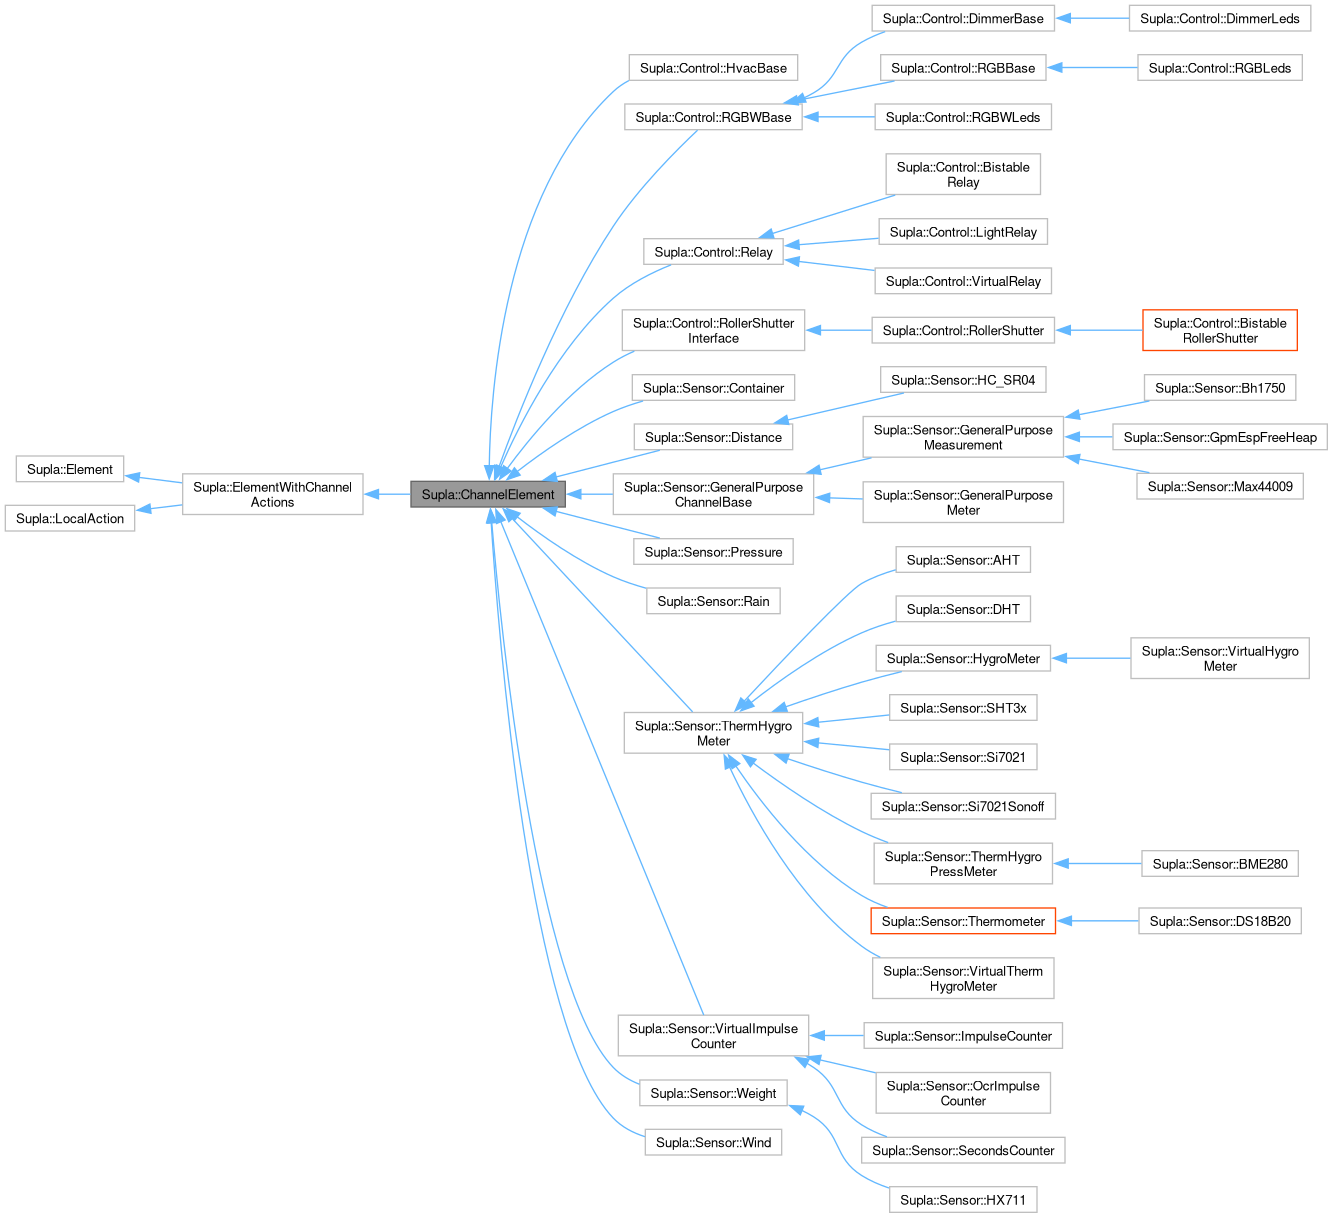 Supla::Control::DimmerBase
Supla::Control::DimmerLeds
Supla::Control::HvacBase
Supla::Control::RGBBase
Supla::Control::RGBLeds
Supla::Control::RGBWBase
Supla::Control::RGBWLeds
Supla::Control::Bistable
Relay
Supla::Control::Relay
Supla::Control::LightRelay
Supla::Control::VirtualRelay
Supla::Control::RollerShutter
Interface
Supla::Control::RollerShutter
Supla::Control::Bistable
RollerShutter
Supla::Sensor::Container
Supla::Sensor::HC_SR04
Supla::Sensor::Bh1750
Supla::Sensor::Distance
Supla::Sensor::GeneralPurpose
Measurement
Supla::Sensor::GpmEspFreeHeap
Supla::Element
Supla::LocalAction
Supla::ElementWithChannel
Actions
Supla::ChannelElement
Supla::Sensor::GeneralPurpose
ChannelBase
Supla::Sensor::GeneralPurpose
Meter
Supla::Sensor::Max44009
Supla::Sensor::Pressure
Supla::Sensor::AHT
Supla::Sensor::Rain
Supla::Sensor::DHT
Supla::Sensor::HygroMeter
Supla::Sensor::VirtualHygro
Meter
Supla::Sensor::ThermHygro
Meter
Supla::Sensor::SHT3x
Supla::Sensor::Si7021
Supla::Sensor::Si7021Sonoff
Supla::Sensor::ThermHygro
PressMeter
Supla::Sensor::BME280
Supla::Sensor::Thermometer
Supla::Sensor::DS18B20
Supla::Sensor::VirtualTherm
HygroMeter
Supla::Sensor::VirtualImpulse
Counter
Supla::Sensor::ImpulseCounter
Supla::Sensor::OcrImpulse
Counter
Supla::Sensor::Weight
Supla::Sensor::Wind
Supla::Sensor::SecondsCounter
Supla::Sensor::HX711